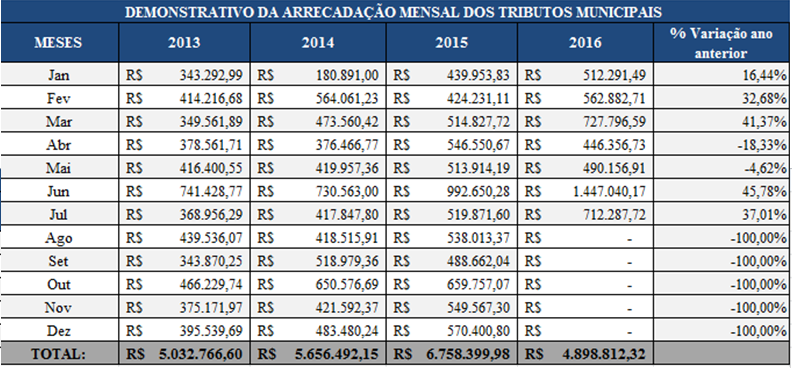 DEMONSTRATIVO DA ARRECADAÇÃO MENSAL DOS TRIBUTOS MUNICIPAIS
MESES 2013 2014 2015 2016 % Variação ano anterior
Jan R$ 343.292,99 R$ 180.891,00 R$ 439.953,83 R$ 512.291,49 16,44%
Fev R$ 414.216,68 R$ 564.061,23 R$ 424.231,11 R$ 562.882,71 32,68%
Mar R$ 349.561,89 R$ 473.560,42 R$ 514.827,72 R$ 727.796,59 41,37%
Abr R$ 378.561,71 R$ 376.466,77 R$ 546.550,67 R$ 446.356,73 -18,33%
Mai R$ 416.400,55 R$ 419.957,36 R$ 513.914,19 R$ 490.156,91 -4,62%
Jun R$ 741.428,77 R$ 730.563,00 R$ 992.650,28 R$ 1.447.040,17 45,78%
Jul R$ 368.956,29 R$ 417.847,80 R$ 519.871,60 R$ 712.287,72 37,01%
Ago R$ 439.536,07 R$ 418.515,91 R$ 538.013,37 R$ - -100,00%
Set R$ 343.870,25 R$ 518.979,36 R$ 488.662,04 R$ - -100,00%
Out R$ 466.229,74 R$ 650.576,69 R$ 659.757,07 R$ - -100,00%
Nov R$ 375.171,97 R$ 421.592,37 R$ 549.567,30 R$ - -100,00%
Dez R$ 395.539,69 R$ 483.480,24 R$ 570.400,80 R$ - -100,00%
TOTAL: R$ 5.032.766,60 R$ 5.656.492,15 R$ 6.758.399,98 R$ 4.898.812,32